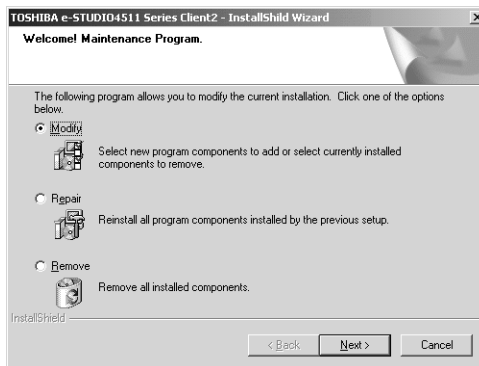 TOSHIBA e-STUDIO4511 Series Client2 - InstallShild Wizard
Welcome! Maintenance Program.
The following program allows you to modify the current installation. Click one of the options
below.
Modify
Select new program components to add or select currently installed
components to remove.
Repair
Reinstall all program components installed by the previous setup.
Remove
Remove all installed components.
InstallShield
< Back
Next >
Cancel